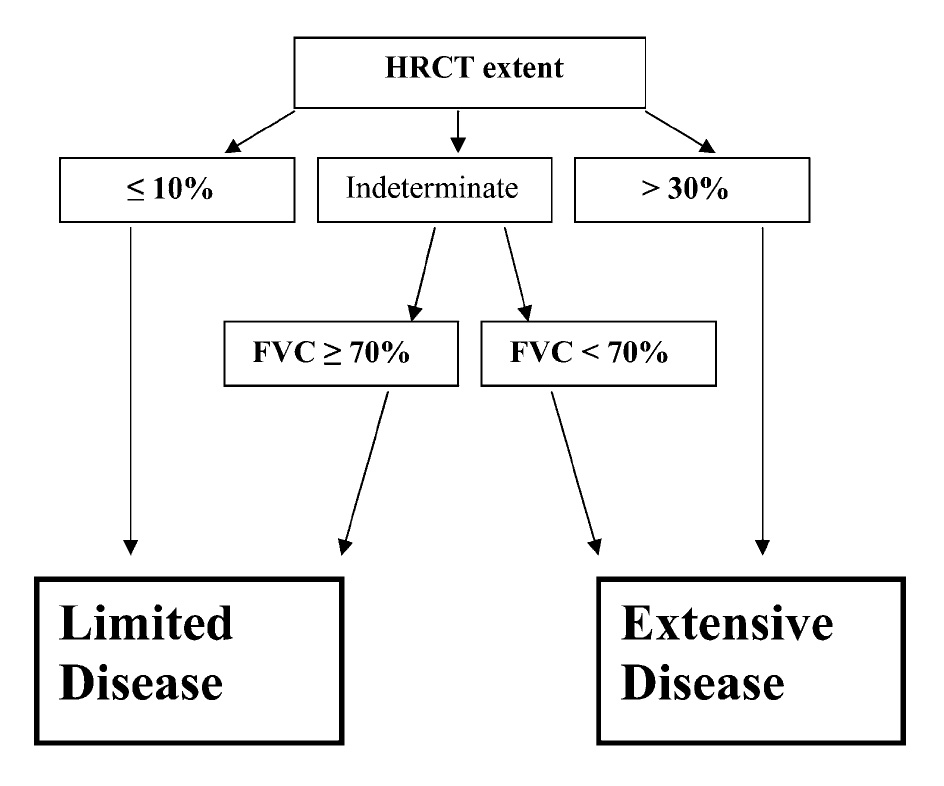 HRCT extent
≤ 10%
Indeterminate
> 30%
FVC ≥ 70%
FVC < 70%
Limited
Disease
Extensive
Disease